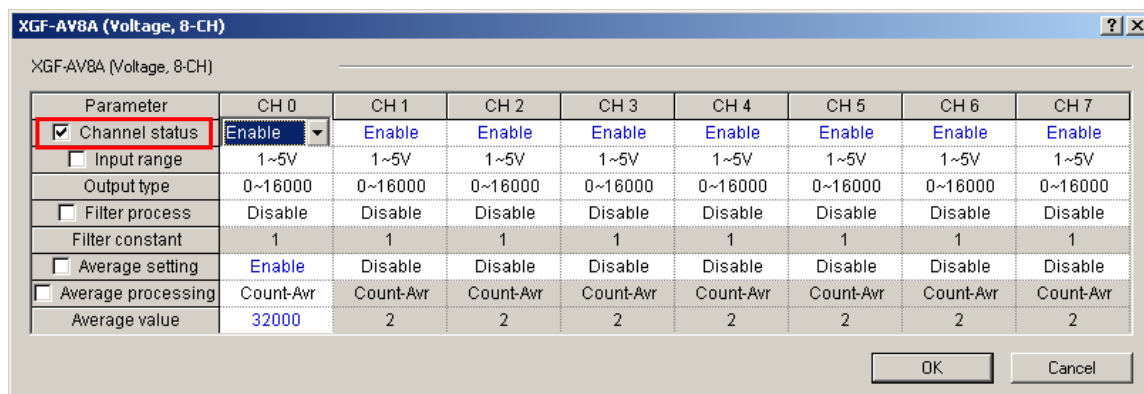 XGF-AV8A (Voltage, 8-CH)
XGF-AV8A (Voltage, 8-CH)
Parameter CH 0 CH 1 CH 2 CH 3 CH 4 CH 5 CH 6 CH 7
Channel status Enable Enable Enable Enable Enable Enable Enable Enable
Input range 1~5V 1~5V 1~5V 1~5V 1~5V 1~5V 1~5V 1~5V
Output type 0~16000 0~16000 0~16000 0~16000 0~16000 0~16000 0~16000 0~16000
Filter process Disable Disable Disable Disable Disable Disable Disable Disable
Filter constant 1 1 1 1 1 1 1 1
Average setting Enable Disable Disable Disable Disable Disable Disable Disable
Average processing Count-Avr Count-Avr Count-Avr Count-Avr Count-Avr Count-Avr Count-Avr Count-Avr
Average value 32000 2 2 2 2 2 2 2
OK Cancel